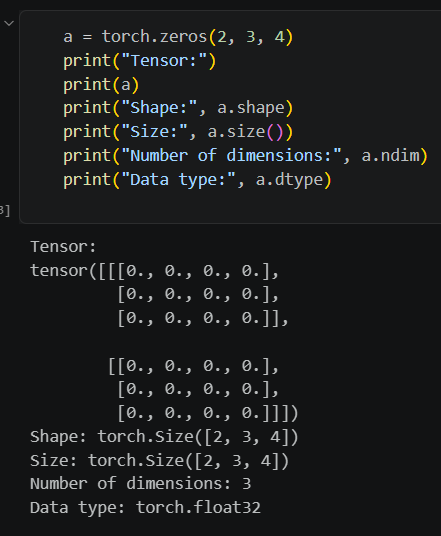 a = torch.zeros(2, 3, 4)
print("Tensor:")
print(a)
print("Shape:", a.shape)
print("Size:", a.size())
print("Number of dimensions:", a.ndim)
print("Data type:", a.dtype)
3]
Tensor:
tensor([[[0., 0., 0., 0.],
         [0., 0., 0., 0.],
         [0., 0., 0., 0.]],

        [[0., 0., 0., 0.],
         [0., 0., 0., 0.],
         [0., 0., 0., 0.]]])
Shape: torch.Size([2, 3, 4])
Size: torch.Size([2, 3, 4])
Number of dimensions: 3
Data type: torch.float32